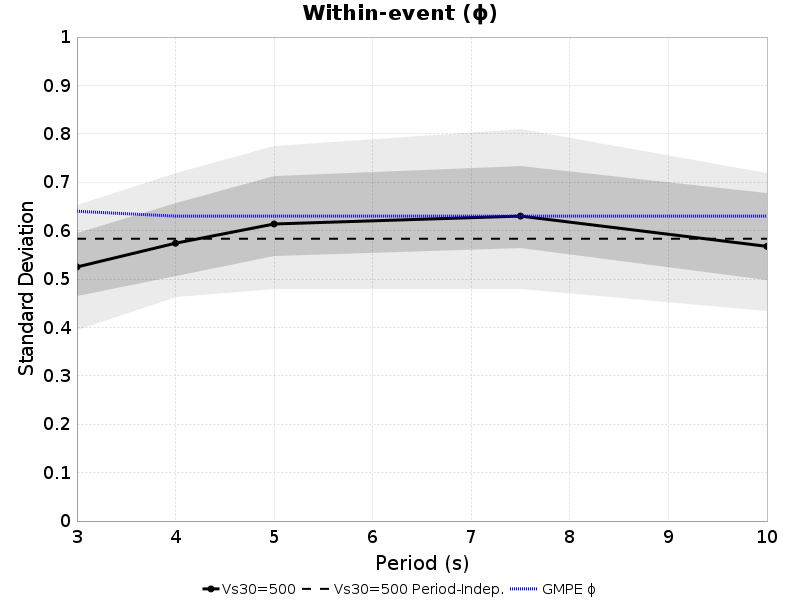 Within-event (ϕ)
1
0.9
0.8
0.7
0.6
0.5
0.4
0.3
0.2
0.1
0
Standard Deviation
3 4 5 6 7 8 9 10
Period (s)
Vs30=500 Vs30=500 Period-Indep. GMPE ϕ